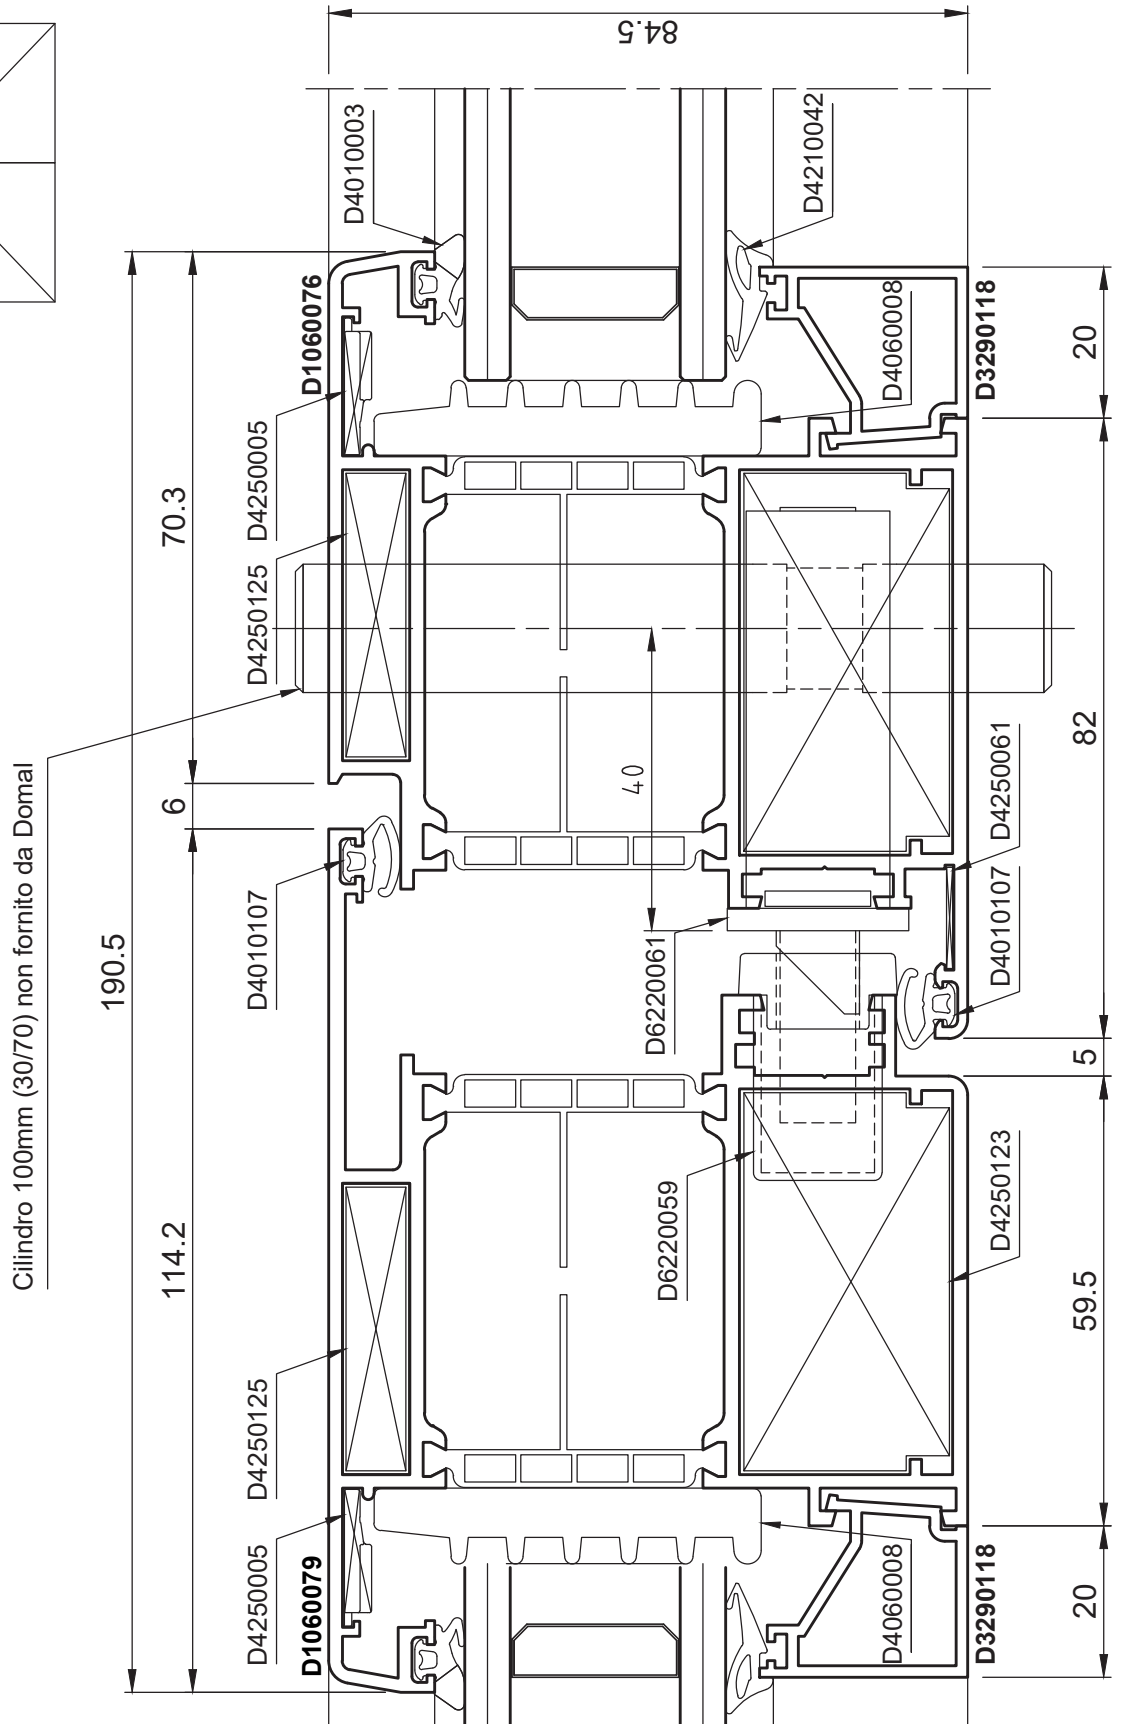 84.5
D4010003
D4210042
D1060076
D4060008
D3290118
20
D4250005
D4250125
70.3
6
Cilindro 100mm (30/70) non fornito da Domal
190.5
40
82
D4250061
D4010107
D4010107
D6220061
5
D6220059
D4250123
114.2
59.5
D4250125
D4250005
D1060079
D4060008
D3290118
20